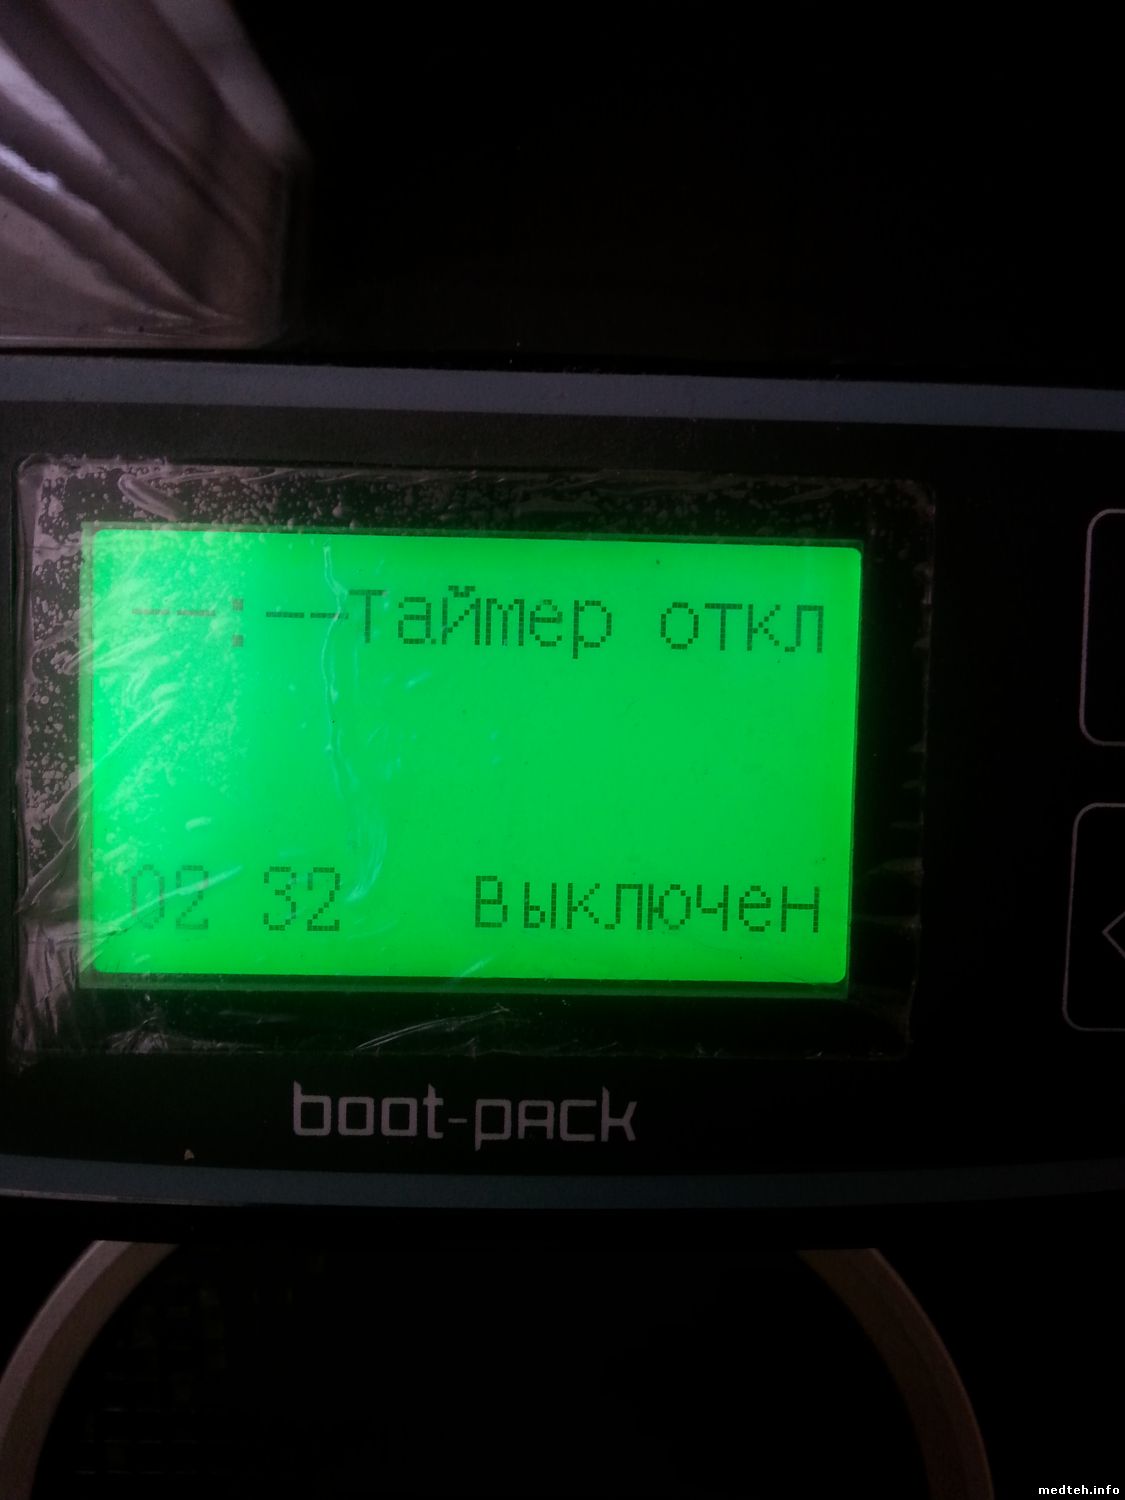 --:--Таймер откл
02 32 Выключен
boot-pack
medteh.info